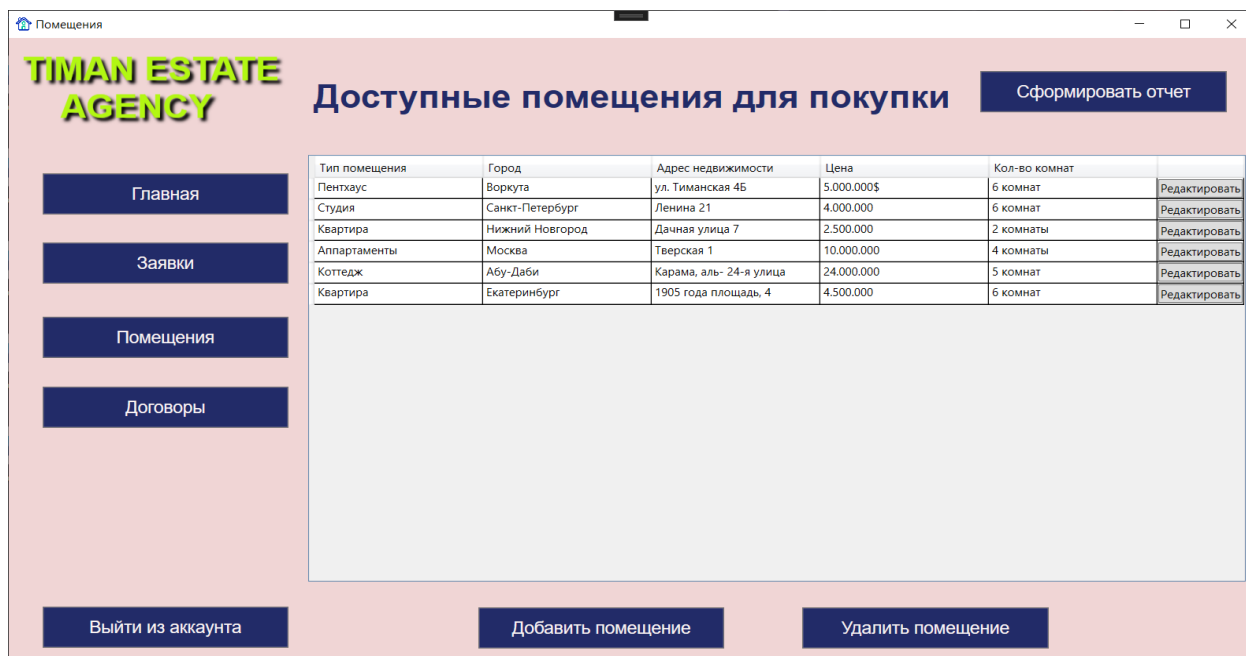 Помещения
TIMAN ESTATE
AGENCY
Доступные помещения для покупки
Сформировать отчет
Главная
Заявки
Помещения
Договоры
Тип помещения Город Адрес недвижимости Цена Кол-во комнат
Пентхаус Воркута ул. Тиманская 4Б 5.000.000$ 6 комнат Редактировать
Студия Санкт-Петербург Ленина 21 4.000.000 6 комнат Редактировать
Квартира Нижний Новгород Дачная улица 7 2.500.000 2 комнаты Редактировать
Аппартаменты Москва Тверская 1 10.000.000 4 комнаты Редактировать
Коттедж Абу-Даби Карама, аль- 24-я улица 24.000.000 5 комнат Редактировать
Квартира Екатеринбург 1905 года площадь, 4 4.500.000 6 комнат Редактировать
Выйти из аккаунта
Добавить помещение
Удалить помещение